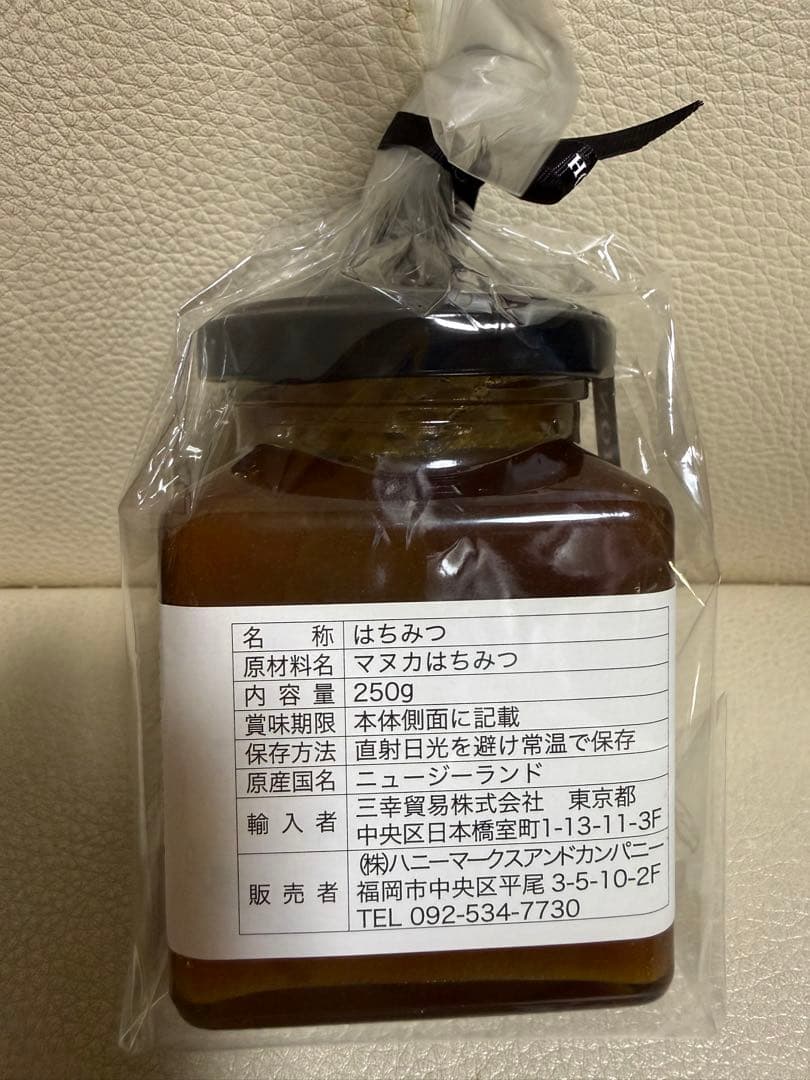 名称 はちみつ
原材料名 マヌカはちみつ
内容量 250g
賞味期限 本体側面に記載
保存方法 直射日光を避け常温で保存
原産国名 ニュージーランド
輸入者 三幸貿易株式会社 東京都
中央区日本橋室町1-13-11-3F
販売者 ㈱ハニーマークスアンドカンパニー
福岡市中央区平尾3-5-10-2F
TEL 092-534-7730